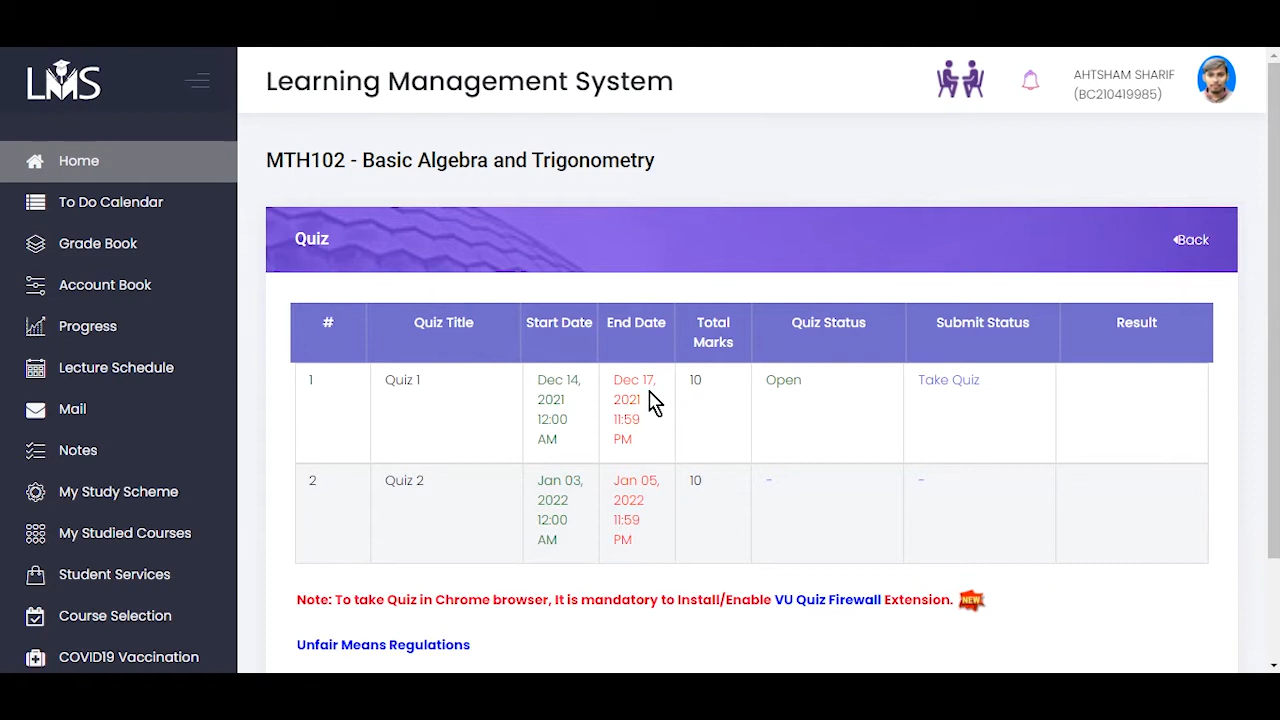 LMS
Learning Management System
AHTSHAM SHARIF
(BC210419985)
Home
To Do Calendar
Grade Book
Account Book
Progress
Lecture Schedule
Mail
Notes
My Study Scheme
My Studied Courses
Student Services
Course Selection
COVID19 Vaccination
MTH102 - Basic Algebra and Trigonometry
Quiz
Back
# Quiz Title Start Date End Date Total Marks Quiz Status Submit Status Result
1 Quiz 1 Dec 14, 2021 12:00 AM Dec 17, 2021 11:59 PM 10 Open Take Quiz
2 Quiz 2 Jan 03, 2022 12:00 AM Jan 05, 2022 11:59 PM 10 - -
Note: To take Quiz in Chrome browser, It is mandatory to Install/Enable VU Quiz Firewall Extension. NEW
Unfair Means Regulations